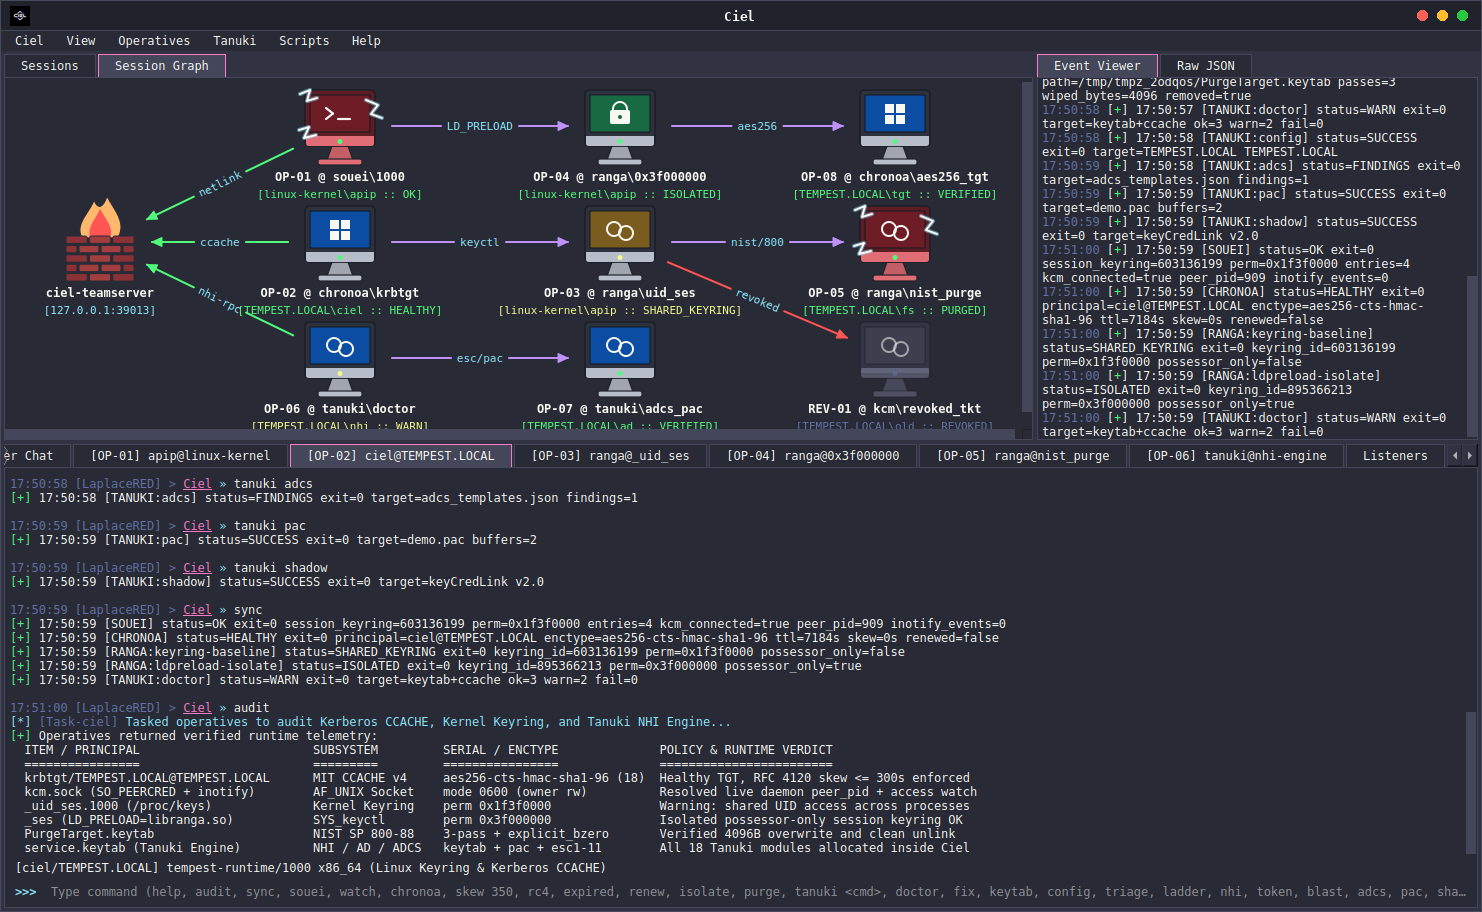 Ciel
Ciel View Operatives Tanuki Scripts Help
Sessions Session Graph
LD_PRELOAD
aes256
OP-01 @ souei\1000
[linux-kernel\apip :: OK]
OP-04 @ ranga\0x3f000000
[linux-kernel\apip :: ISOLATED]
OP-08 @ chronoa\aes256_tgt
[TEMPEST.LOCAL\tgt :: VERIFIED]
netlink
ccache
keyctl
nist/800
ciel-teamserver
[127.0.0.1:39013]
OP-02 @ chronoa\krbtgt
[TEMPEST.LOCAL\ciel :: HEALTHY]
OP-03 @ ranga\uid_ses
[linux-kernel\apip :: SHARED_KEYRING]
OP-05 @ ranga\nist_purge
[TEMPEST.LOCAL\fs :: PURGED]
nhi-rpc
revoked
esc/pac
OP-06 @ tanuki\doctor
[TEMPEST.LOCAL\nhi :: WARN]
OP-07 @ tanuki\adcs_pac
[TEMPEST.LOCAL\ad :: VERIFIED]
REV-01 @ kcm\revoked_tkt
[TEMPEST.LOCAL\old :: REVOKED]
Event Viewer Raw JSON
path=/tmp/tmpz_2odqos/PurgeTarget.keytab passes=3
wiped_bytes=4096 removed=true
17:50:58 [+] 17:50:57 [TANUKI:doctor] status=WARN exit=0
target=keytab+ccache ok=3 warn=2 fail=0
17:50:58 [+] 17:50:58 [TANUKI:config] status=SUCCESS
exit=0 target=TEMPEST.LOCAL TEMPEST.LOCAL
17:50:59 [+] 17:50:58 [TANUKI:adcs] status=FINDINGS exit=0
target=adcs_templates.json findings=1
17:50:59 [+] 17:50:59 [TANUKI:pac] status=SUCCESS exit=0
target=demo.pac buffers=2
17:50:59 [+] 17:50:59 [TANUKI:shadow] status=SUCCESS
exit=0 target=keyCredLink v2.0
17:51:00 [+] 17:50:59 [SOUEI] status=OK exit=0
session_keyring=603136199 perm=0x1f3f0000 entries=4
kcm_connected=true peer_pid=909 inotify_events=0
17:51:00 [+] 17:50:59 [CHRONOA] status=HEALTHY exit=0
principal=ciel@TEMPEST.LOCAL enctype=aes256-cts-hmac-
sha1-96 ttl=7184s skew=0s renewed=false
17:51:00 [+] 17:50:59 [RANGA:keyring-baseline]
status=SHARED_KEYRING exit=0 keyring_id=603136199
perm=0x1f3f0000 possessor_only=false
17:51:00 [+] 17:50:59 [RANGA:ldpreload-isolate]
status=ISOLATED exit=0 keyring_id=895366213
perm=0x3f000000 possessor_only=true
17:51:00 [+] 17:50:59 [TANUKI:doctor] status=WARN exit=0
target=keytab+ccache ok=3 warn=2 fail=0
er Chat [OP-01] apip@linux-kernel [OP-02] ciel@TEMPEST.LOCAL [OP-03] ranga@_uid_ses [OP-04] ranga@0x3f000000 [OP-05] ranga@nist_purge [OP-06] tanuki@nhi-engine Listeners
17:50:58 [LaplaceRED] > Ciel » tanuki adcs
[+] 17:50:58 [TANUKI:adcs] status=FINDINGS exit=0 target=adcs_templates.json findings=1
17:50:59 [LaplaceRED] > Ciel » tanuki pac
[+] 17:50:59 [TANUKI:pac] status=SUCCESS exit=0 target=demo.pac buffers=2
17:50:59 [LaplaceRED] > Ciel » tanuki shadow
[+] 17:50:59 [TANUKI:shadow] status=SUCCESS exit=0 target=keyCredLink v2.0
17:50:59 [LaplaceRED] > Ciel » sync
[+] 17:50:59 [SOUEI] status=OK exit=0 session_keyring=603136199 perm=0x1f3f0000 entries=4 kcm_connected=true peer_pid=909 inotify_events=0
[+] 17:50:59 [CHRONOA] status=HEALTHY exit=0 principal=ciel@TEMPEST.LOCAL enctype=aes256-cts-hmac-sha1-96 ttl=7184s skew=0s renewed=false
[+] 17:50:59 [RANGA:keyring-baseline] status=SHARED_KEYRING exit=0 keyring_id=603136199 perm=0x1f3f0000 possessor_only=false
[+] 17:50:59 [RANGA:ldpreload-isolate] status=ISOLATED exit=0 keyring_id=895366213 perm=0x3f000000 possessor_only=true
[+] 17:50:59 [TANUKI:doctor] status=WARN exit=0 target=keytab+ccache ok=3 warn=2 fail=0
17:51:00 [LaplaceRED] > Ciel » audit
[*] [Task-ciel] Tasked operatives to audit Kerberos CCACHE, Kernel Keyring, and Tanuki NHI Engine...
[+] Operatives returned verified runtime telemetry:
ITEM / PRINCIPAL SUBSYSTEM SERIAL / ENCTYPE POLICY & RUNTIME VERDICT
================ ========= ================ ========================
krbtgt/TEMPEST.LOCAL@TEMPEST.LOCAL MIT CCACHE v4 aes256-cts-hmac-sha1-96 (18) Healthy TGT, RFC 4120 skew <= 300s enforced
kcm.sock (SO_PEERCRED + inotify) AF_UNIX Socket mode 0600 (owner rw) Resolved live daemon peer_pid + access watch
_uid_ses.1000 (/proc/keys) Kernel Keyring perm 0x1f3f0000 Warning: shared UID access across processes
_ses (LD_PRELOAD=libranga.so) SYS_keyctl perm 0x3f000000 Isolated possessor-only session keyring OK
PurgeTarget.keytab NIST SP 800-88 3-pass + explicit_bzero Verified 4096B overwrite and clean unlink
service.keytab (Tanuki Engine) NHI / AD / ADCS keytab + pac + esc1-11 All 18 Tanuki modules allocated inside Ciel
[ciel/TEMPEST.LOCAL] tempest-runtime/1000 x86_64 (Linux Keyring & Kerberos CCACHE)
>>> Type command (help, audit, sync, souei, watch, chronoa, skew 350, rc4, expired, renew, isolate, purge, tanuki <cmd>, doctor, fix, keytab, config, triage, ladder, nhi, token, blast, adcs, pac, sha…